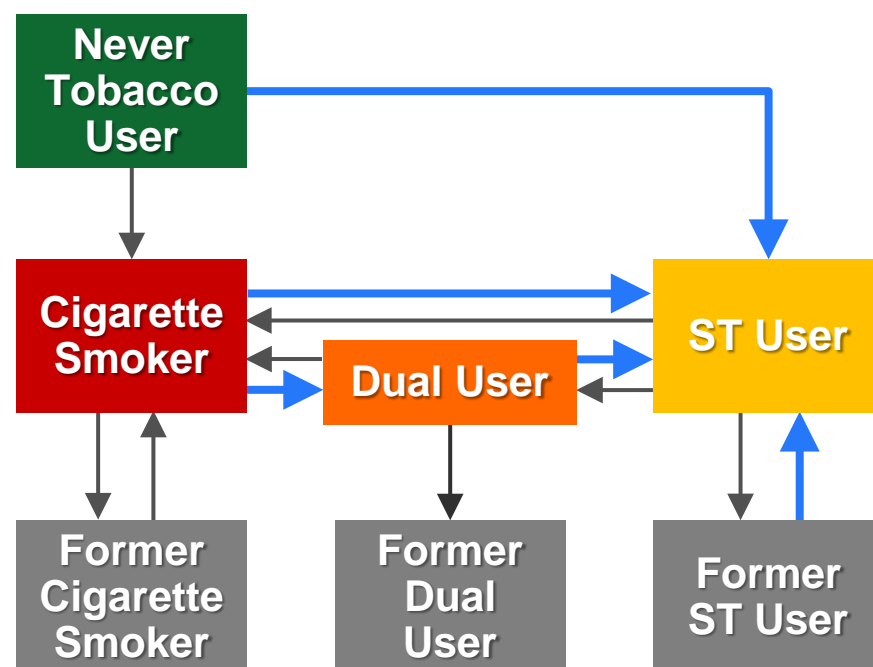 Never
Tobacco
User
Cigarette
Smoker
Dual User
ST User
Former
Cigarette
Smoker
Former
Dual
User
Former
ST User